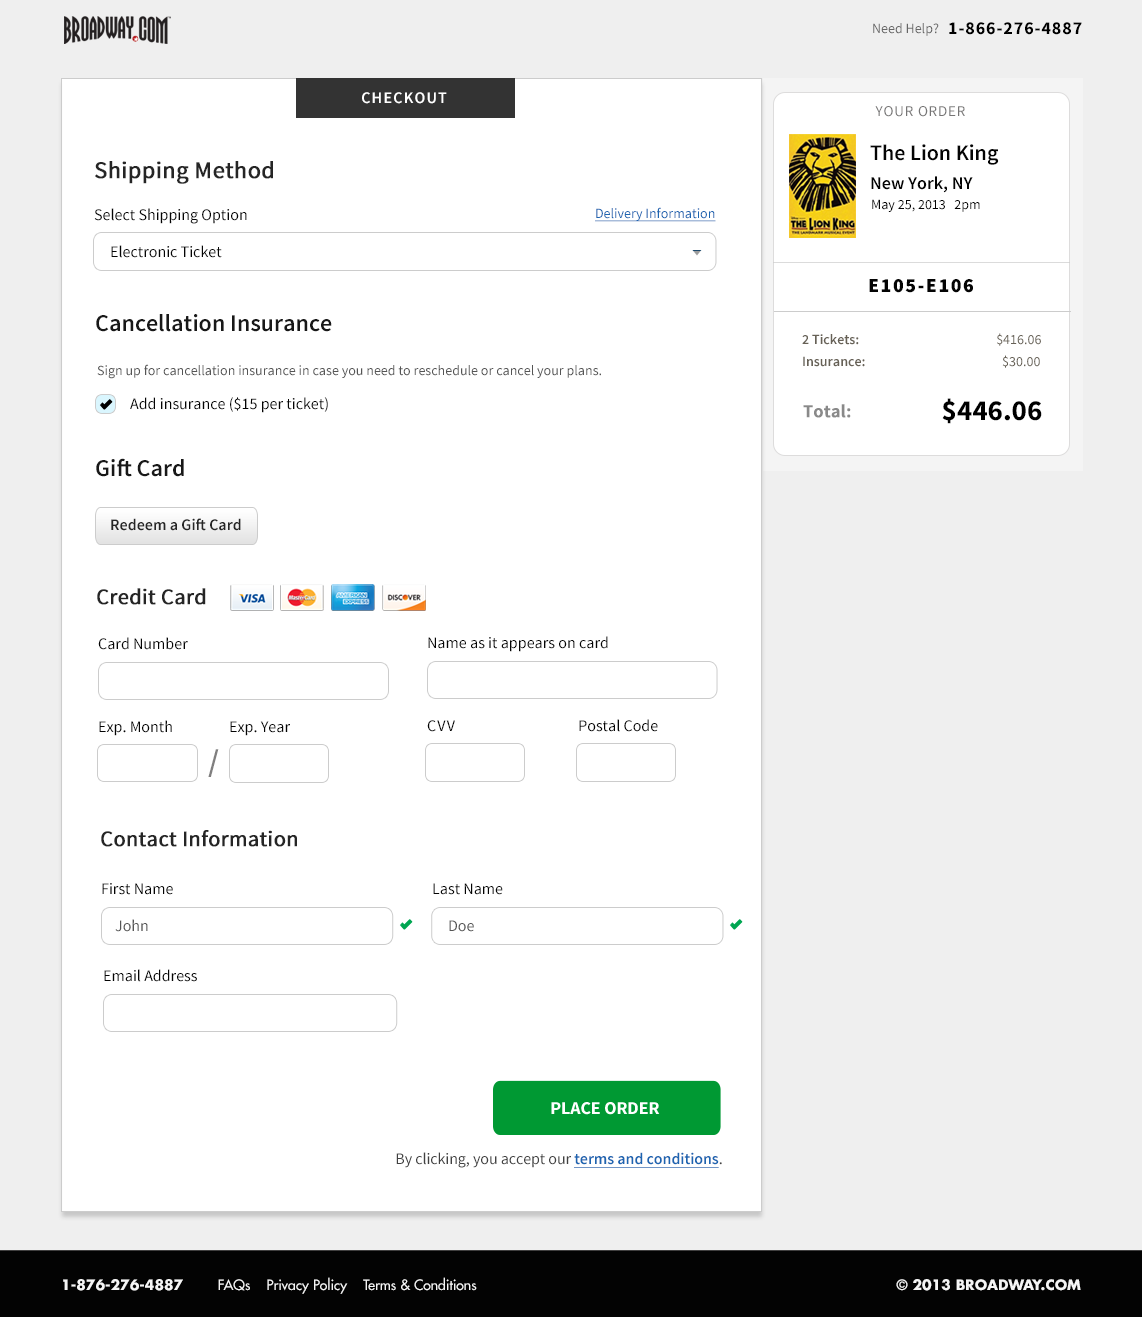 BROADWAY.COM
Need Help? 1-866-276-4887
CHECKOUT
Shipping Method
Select Shipping Option
Delivery Information
Electronic Ticket
Cancellation Insurance
Sign up for cancellation insurance in case you need to reschedule or cancel your plans.
Add insurance ($15 per ticket)
Gift Card
Redeem a Gift Card
Credit Card
VISA
MasterCard
AMERICAN EXPRESS
DISCOVER
Card Number
Name as it appears on card
Exp. Month
/
Exp. Year
CVV
Postal Code
Contact Information
First Name
Last Name
John
Doe
Email Address
PLACE ORDER
By clicking, you accept our terms and conditions.
YOUR ORDER
THE LION KING
THE LANDMARK MUSICAL EVENT
The Lion King
New York, NY
May 25, 2013 2pm
E105-E106
2 Tickets: $416.06
Insurance: $30.00
Total: $446.06
1-876-276-4887 FAQs Privacy Policy Terms & Conditions © 2013 BROADWAY.COM